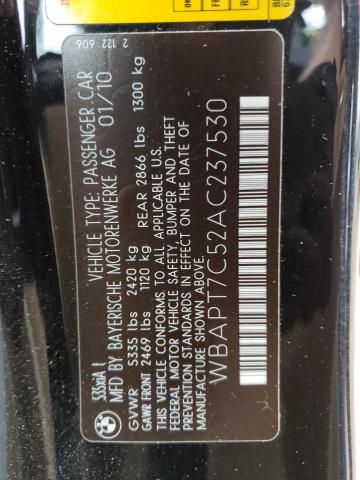 335xiA
VEHICLE TYPE: PASSENGER CAR
MFD BY BAYERISCHE MOTORENWERKE AG 01/10
GVWR 5335 lbs 2420 kg
GAWR FRONT 2469 lbs 1120 kg REAR 2866 lbs 1300 kg
THIS VEHICLE CONFORMS TO ALL APPLICABLE U.S.
FEDERAL MOTOR VEHICLE SAFETY, BUMPER AND THEFT
PREVENTION STANDARDS IN EFFECT ON THE DATE OF
MANUFACTURE SHOWN ABOVE.
WBAPT7C52AC237530
2 122 606